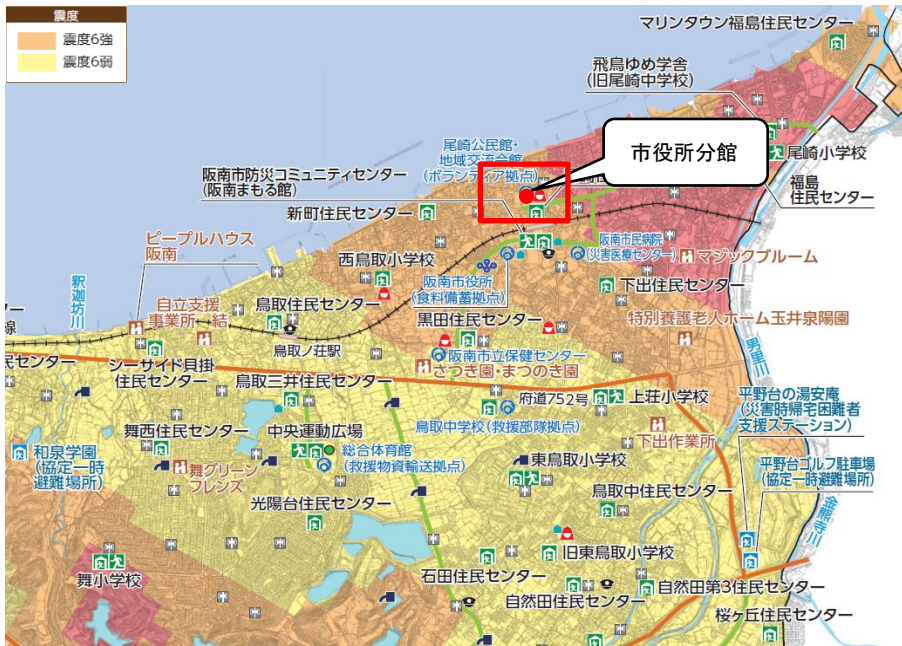 震度
震度6強
震度6弱
マリンタウン福島住民センター
飛鳥ゆめ学舎
(旧尾崎中学校)
尾崎小学校
福島
住民センター
尾崎公民館・
地域交流会館
(ボランティア拠点)
市役所分館
阪南市防災コミュニティセンター
(阪南まもる館)
新町住民センター
ピープルハウス
阪南
西鳥取小学校
阪南市役所
(食料備蓄拠点)
阪南市民病院
(災害医療センター)
マジックブルーム
下出住民センター
釈迦坊川
自立支援
事業所 結
鳥取住民センター
鳥取ノ荘駅
黒田住民センター
特別養護老人ホーム玉井泉陽園
男里川
線
民センター
シーサイド貝掛
住民センター
阪南市立保健センター
さつき園・まつのき園
鳥取三井住民センター
府道752号
上荘小学校
平野台の湯安庵
(災害時帰宅困難者
支援ステーション)
舞西住民センター
中央運動広場
鳥取中学校(救援部隊拠点)
下出作業所
和泉学園
(協定一時
避難場所)
舞グリーン
フレンズ
総合体育館
(救援物資輸送拠点)
東鳥取小学校
平野台ゴルフ駐車場
(協定一時避難場所)
光陽台住民センター
鳥取中住民センター
金熊寺川
旧東鳥取小学校
舞小学校
石田住民センター
自然田住民センター
自然田第3住民センター
桜ヶ丘住民センター